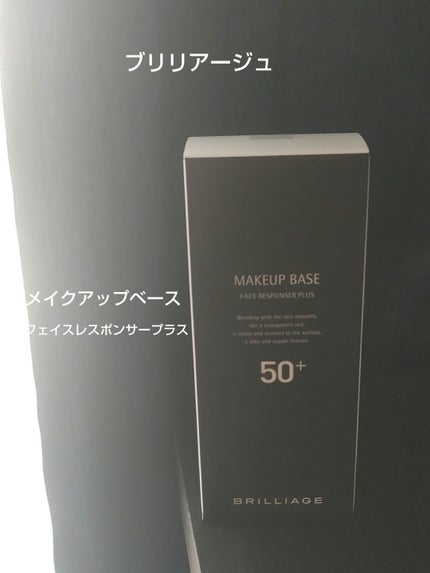 ブリリアージュ
メイクアップベース
フェイスレスポンサープラス
MAKEUP BASE
FACE RESPONSER PLUS
Blending with the skin instantly
like a transparent veil,
it resets and restores to the surface,
a silky and supple texture.
50+
BRILLIAGE